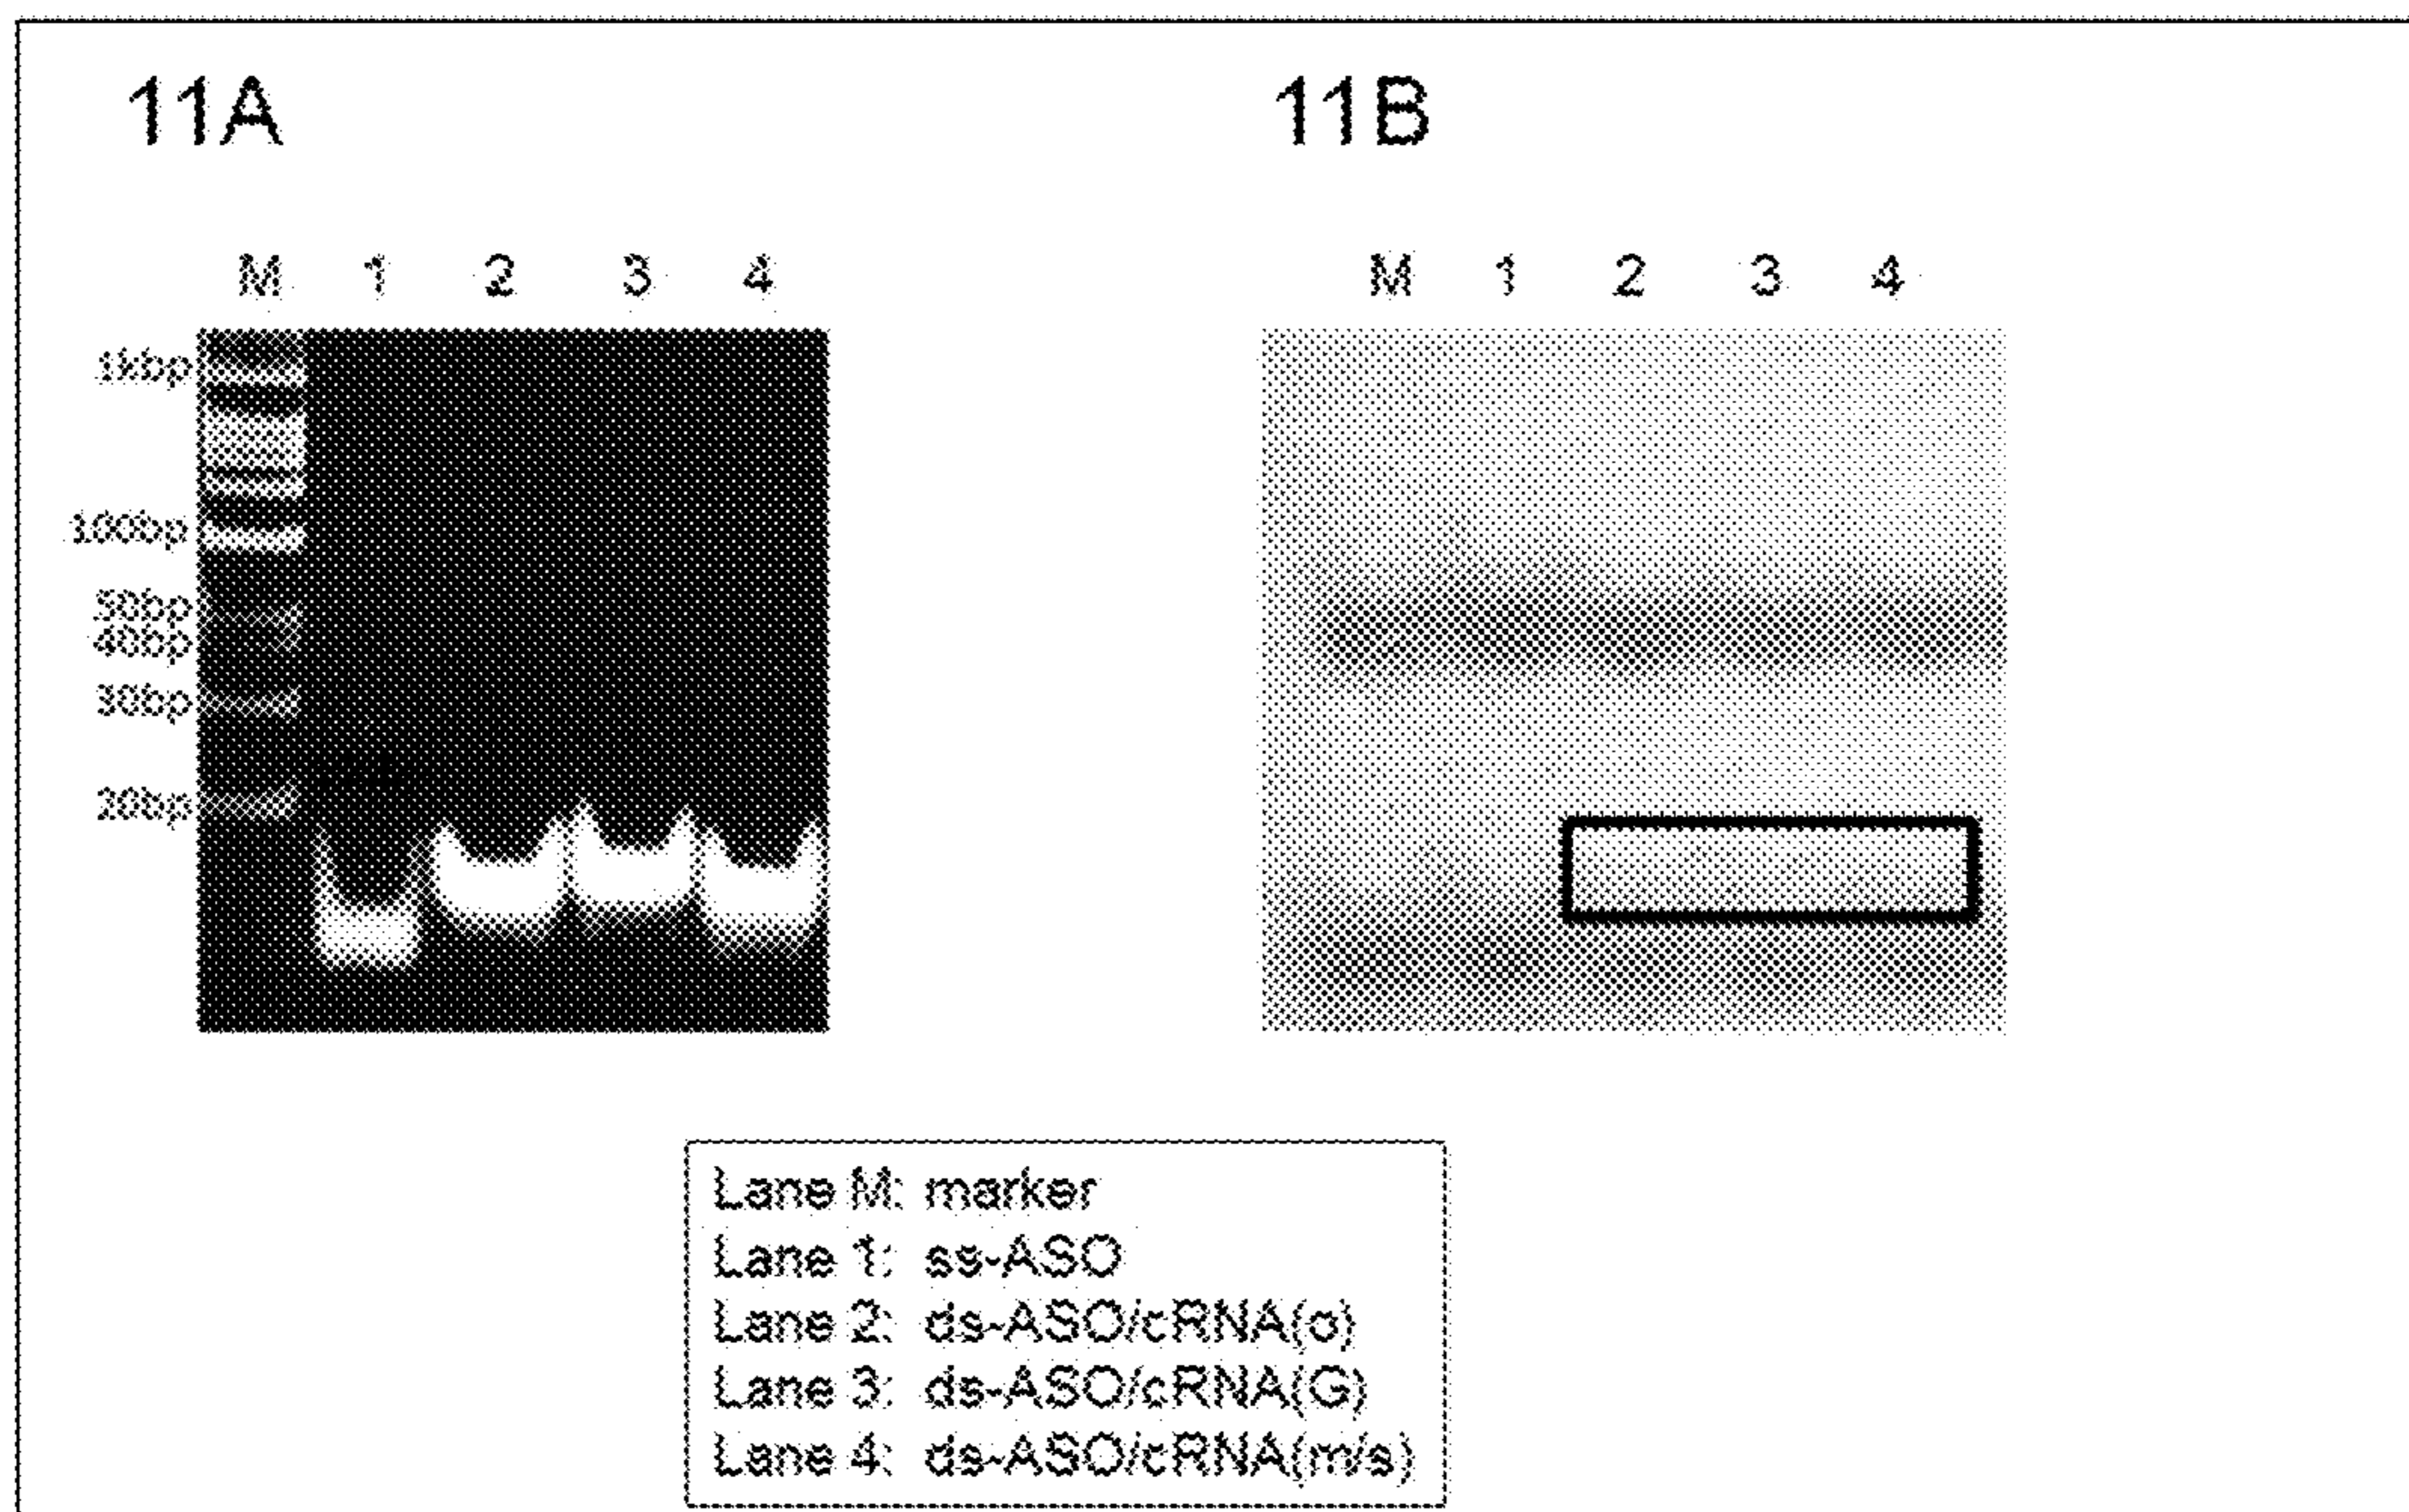 11A
11B
M 1 2 3 4
M 1 2 3 4
1kbp
100bp
50bp
40bp
30bp
20bp
Lane M: marker
Lane 1: ss-ASO
Lane 2: ds-ASO/cRNA(o)
Lane 3: ds-ASO/cRNA(G)
Lane 4: ds-ASO/cRNA(m/s)